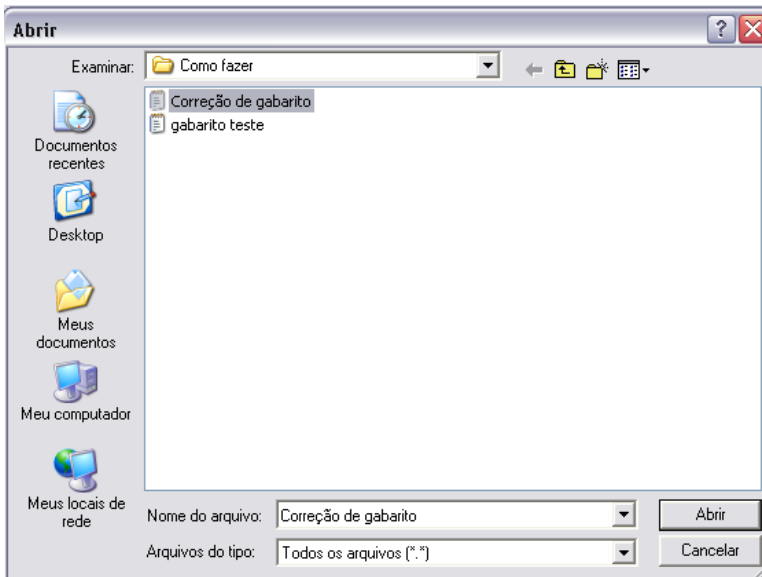 Abrir
Examinar:
Como fazer
Correção de gabarito
gabarito teste
Documentos
recentes
Desktop
Meus
documentos
Meu computador
Meus locais de
rede
Nome do arquivo:
Correção de gabarito
Abrir
Arquivos do tipo:
Todos os arquivos (*.*)
Cancelar